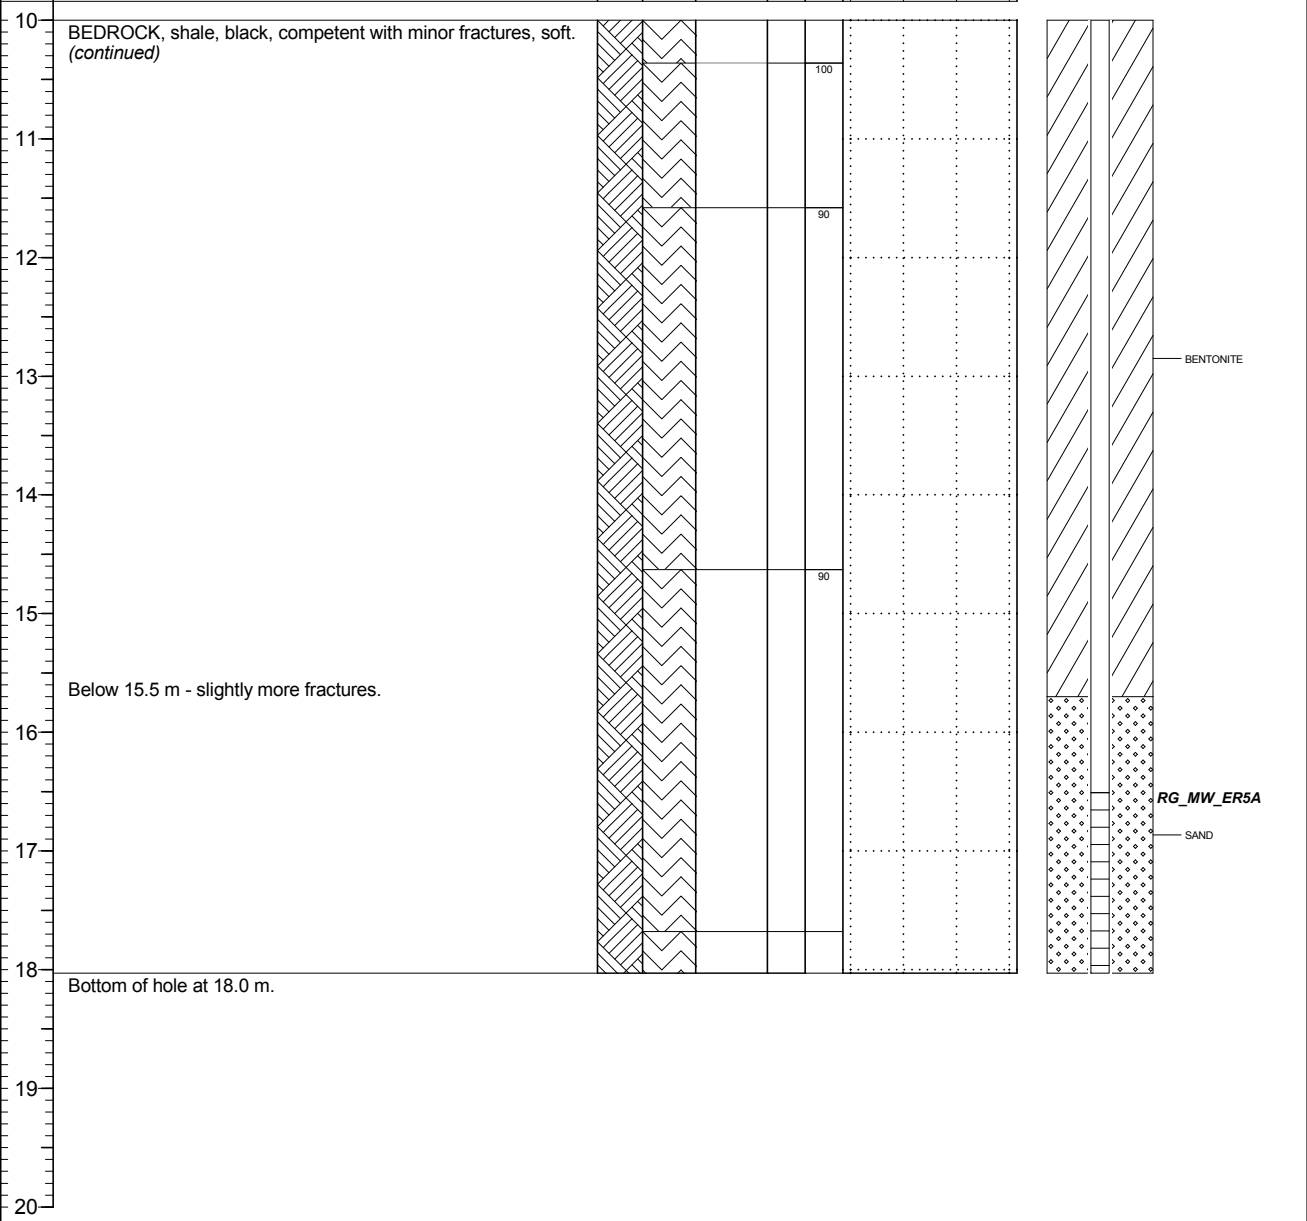 10
BEDROCK, shale, black, competent with minor fractures, soft.
(continued)
100
11
90
12
BENTONITE
13
14
90
15
Below 15.5 m - slightly more fractures.
16
RG_MW_ER5A
SAND
17
18
Bottom of hole at 18.0 m.
19
20